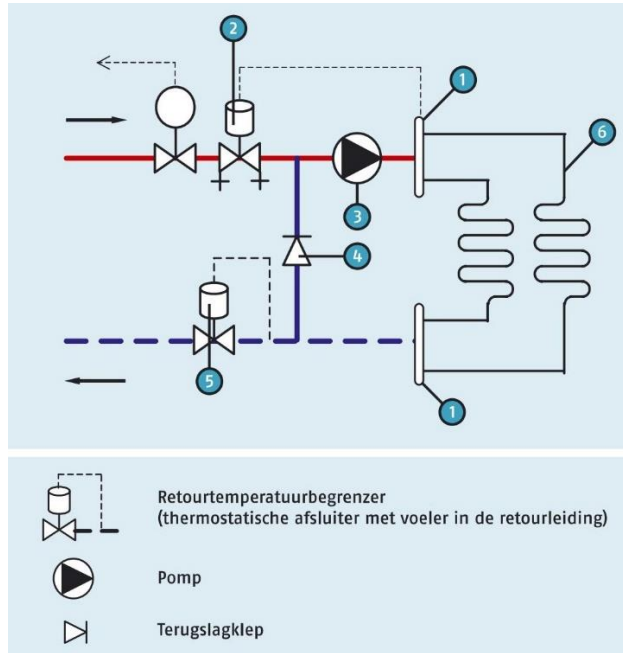 2
1
6
3
4
5
1
Retourtemperatuurbegrenzer
(thermostatische afsluiter met voeler in de retourleiding)
Pomp
Terugslagklep